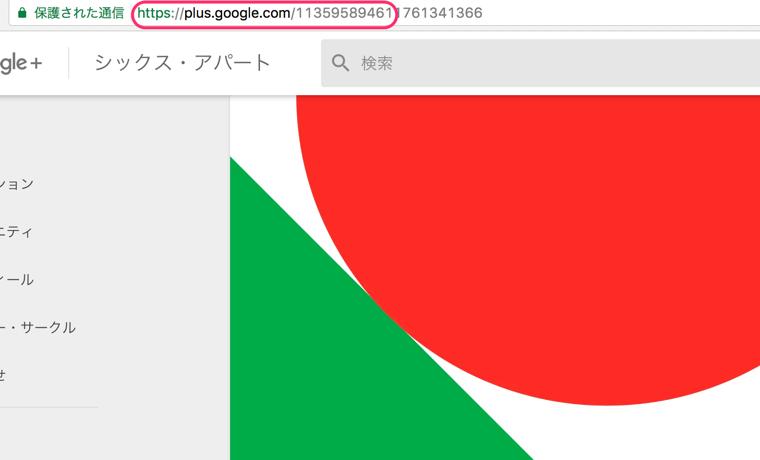 保護された通信 https://plus.google.com/113595894611761341366
gle+ シックス・アパート 検索
ション
エティ
ィール
ー・サークル
せ